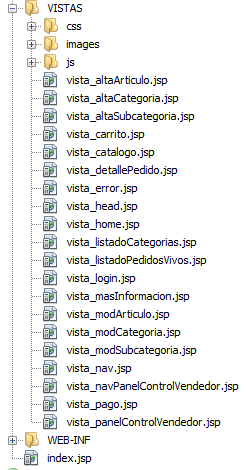 VISTAS
css
images
js
vista_altaArticulo.jsp
vista_altaCategoria.jsp
vista_altaSubcategoria.jsp
vista_carrito.jsp
vista_catalogo.jsp
vista_detallePedido.jsp
vista_error.jsp
vista_head.jsp
vista_home.jsp
vista_listadoCategorias.jsp
vista_listadoPedidosVivos.jsp
vista_login.jsp
vista_masInformacion.jsp
vista_modArticulo.jsp
vista_modCategoria.jsp
vista_modSubcategoria.jsp
vista_nav.jsp
vista_navPanelControlVendedor.jsp
vista_pago.jsp
vista_panelControlVendedor.jsp
WEB-INF
index.jsp